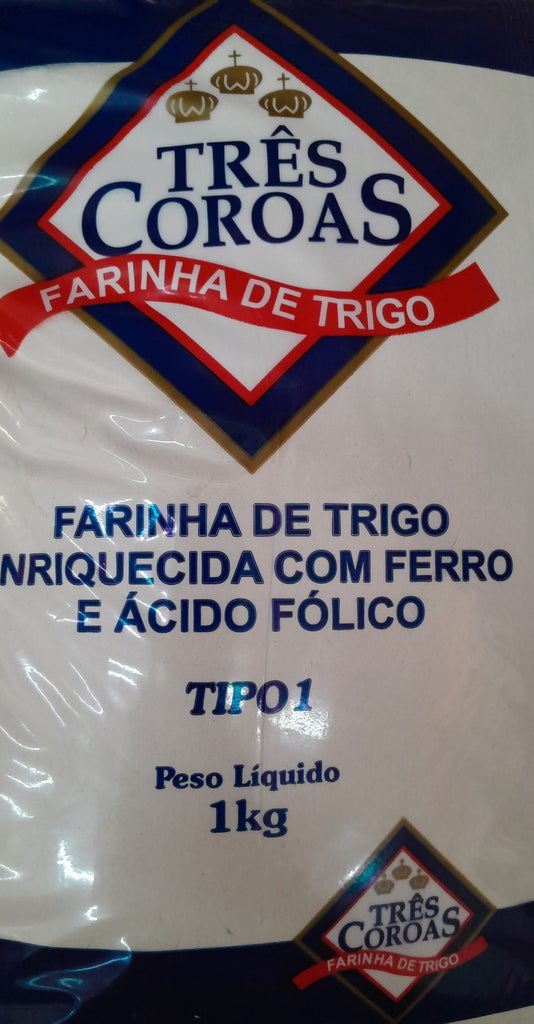 TRÊS
COROAS
FARINHA DE TRIGO
FARINHA DE TRIGO
NRIQUECIDA COM FERRO
E ÁCIDO FÓLICO
TIPO 1
Peso Líquido
1kg
TRÊS
COROAS
FARINHA DE TRIGO